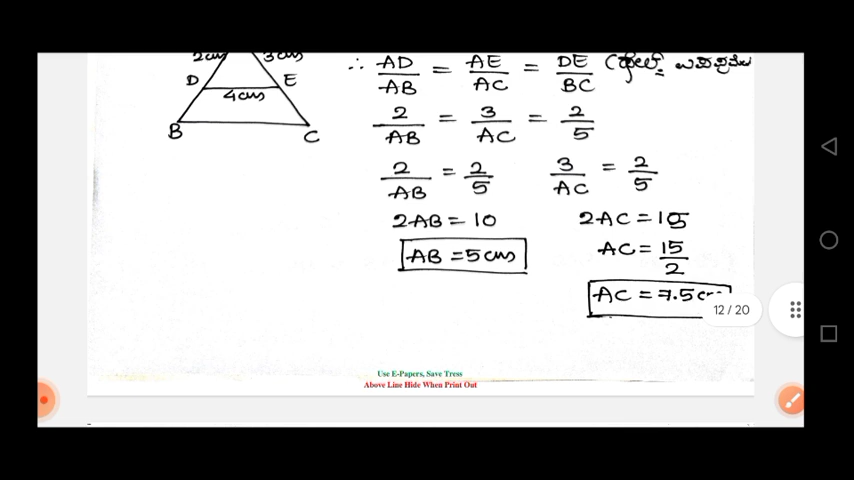 2cm 3cm
D E
4cm
B C
∴ AD/AB = AE/AC = DE/BC (ಥೇಲ್ಸ್
2/AB = 3/AC = 2/5
2/AB = 2/5 3/AC = 2/5
2AB = 10 2AC = 15
AB = 5cm AC = 15/2
AC = 7.5c
12 / 20
Use E-Papers, Save Tress
Above Line Hide When Print Out